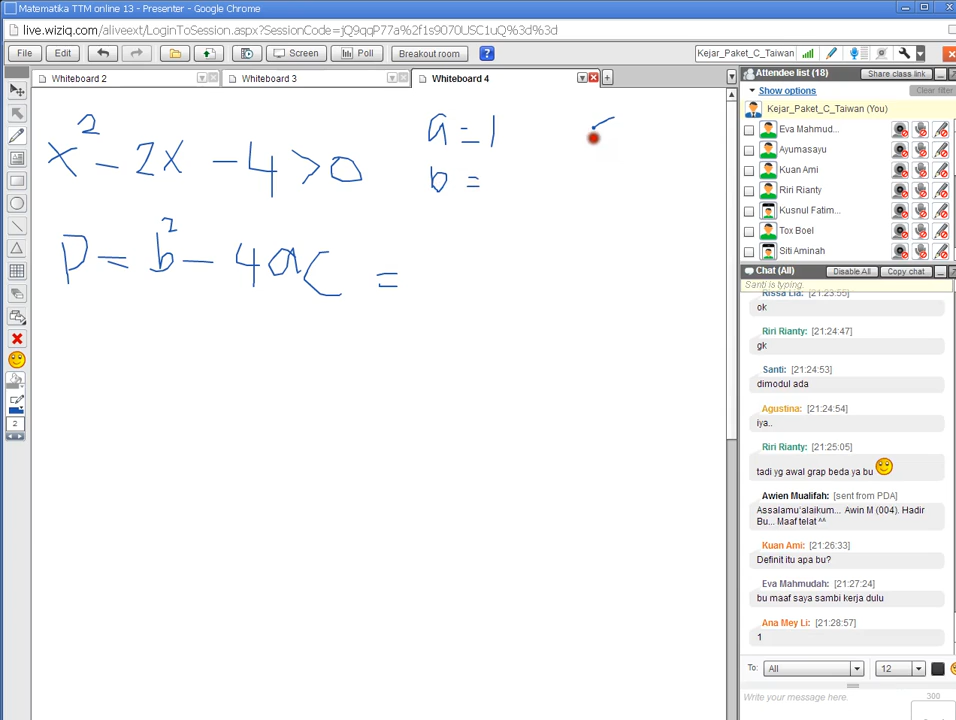 Matematika TTM online 13 - Presenter - Google Chrome
live.wiziq.com/aliveext/LoginToSession.aspx?SessionCode=jQ9qqP77a%2f1s9070USC1uQ%3d%3d
File Edit Screen Poll Breakout room ? Kejar_Paket_C_Taiwan
Whiteboard 2 Whiteboard 3 Whiteboard 4
x² - 2x - 4 > 0
a = 1
b =
D = b² - 4ac =
2
Attendee list (18) Share class link
Show options Clear filter
Kejar_Paket_C_Taiwan (You)
Eva Mahmud...
Ayumasayu
Kuan Ami
Riri Rianty
Kusnul Fatim...
Tox Boel
Siti Aminah
Chat (All) Disable All Copy chat
Santi is typing.
Rissa Lia: [21:23:55]
ok
Riri Rianty: [21:24:47]
gk
Santi: [21:24:53]
dimodul ada
Agustina: [21:24:54]
iya..
Riri Rianty: [21:25:05]
tadi yg awal grap beda ya bu
Awien Mualifah: [sent from PDA]
Assalamu'alaikum... Awin M (004). Hadir
Bu... Maaf telat ^^
Kuan Ami: [21:26:33]
Definit itu apa bu?
Eva Mahmudah: [21:27:24]
bu maaf saya sambi kerja dulu
Ana Mey Li: [21:28:57]
1
To: All 12
Write your message here. 300